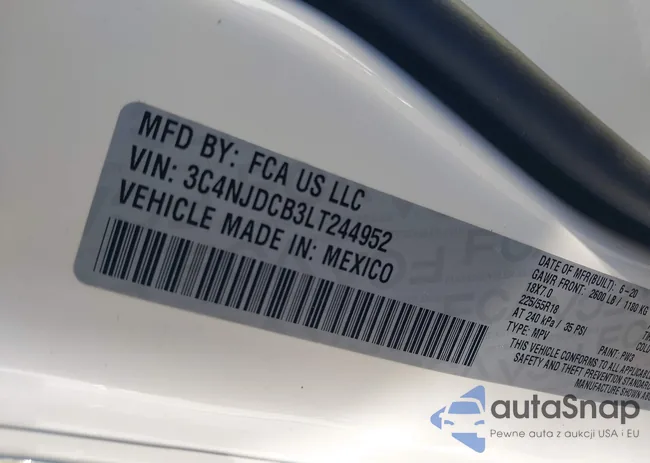 MFD BY: FCA US LLC
VIN: 3C4NJDCB3LT244952
VEHICLE MADE IN: MEXICO
DATE OF MFR(BUILT): 6-20
GAWR FRONT: 2600 LB / 1180 KG
18X7.0
225/55R18
AT 240 kPa / 35 PSI
TYPE: MPV PAINT: PW3
THIS VEHICLE CONFORMS TO ALL APPLICABLE
SAFETY AND THEFT PREVENTION STANDARD
MANUFACTURE SHOWN
autaSnap
Pewne auta z aukcji USA i EU